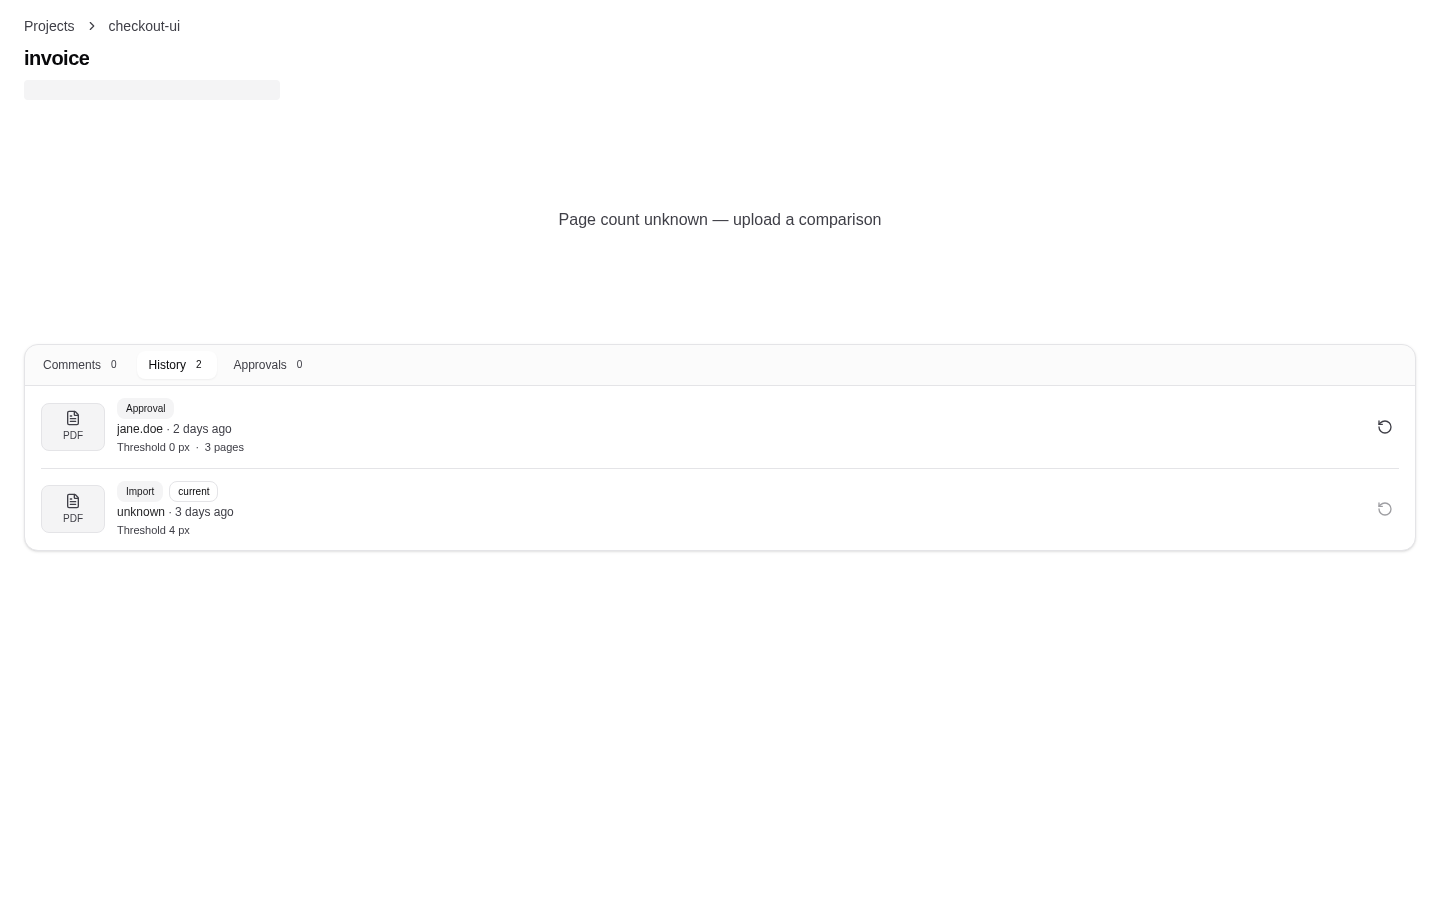 Projects > checkout-ui
invoice
Page count unknown — upload a comparison
Comments 0 History 2 Approvals 0
PDF
Approval
jane.doe · 2 days ago
Threshold 0 px · 3 pages
PDF
Import current
unknown · 3 days ago
Threshold 4 px